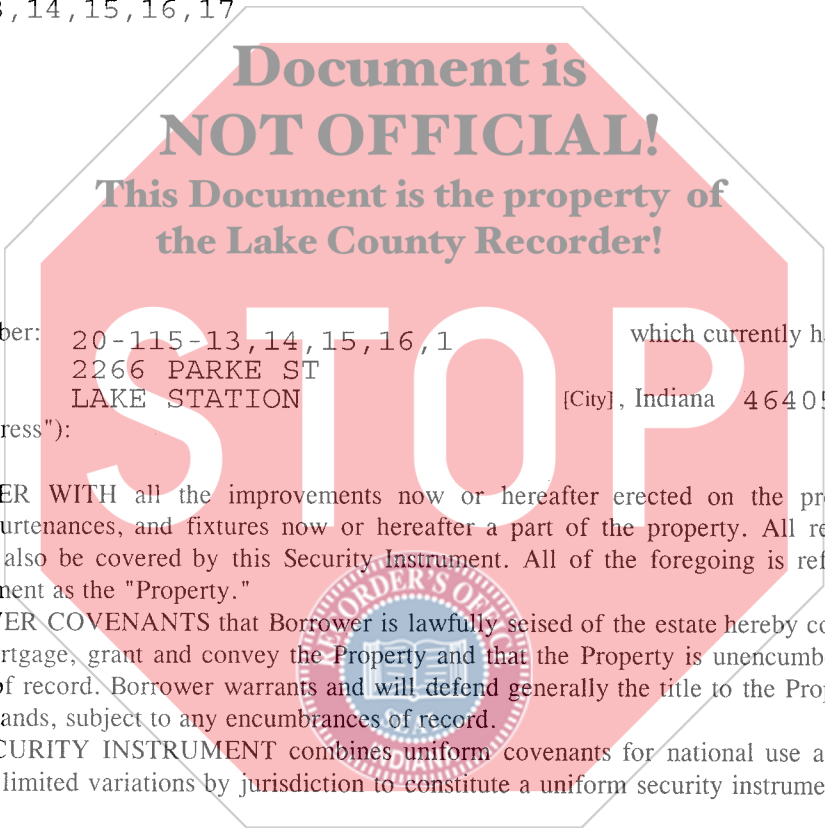 3,14,15,16,17
Document is
NOT OFFICIAL!
This Document is the property of
the Lake County Recorder!
ber: 20-115-13,14,15,16,1 which currently h
2266 PARKE ST
LAKE STATION [City], Indiana 46405
ress"):
STOP
ER WITH all the improvements now or hereafter erected on the pr
urtenances, and fixtures now or hereafter a part of the property. All re
also be covered by this Security Instrument. All of the foregoing is ref
ment as the "Property."
VER COVENANTS that Borrower is lawfully seised of the estate hereby co
rtgage, grant and convey the Property and that the Property is unencumb
of record. Borrower warrants and will defend generally the title to the Prop
ands, subject to any encumbrances of record.
CURITY INSTRUMENT combines uniform covenants for national use a
limited variations by jurisdiction to constitute a uniform security instrume
RECORDER'S OFFIC
SEAL
INDIANA